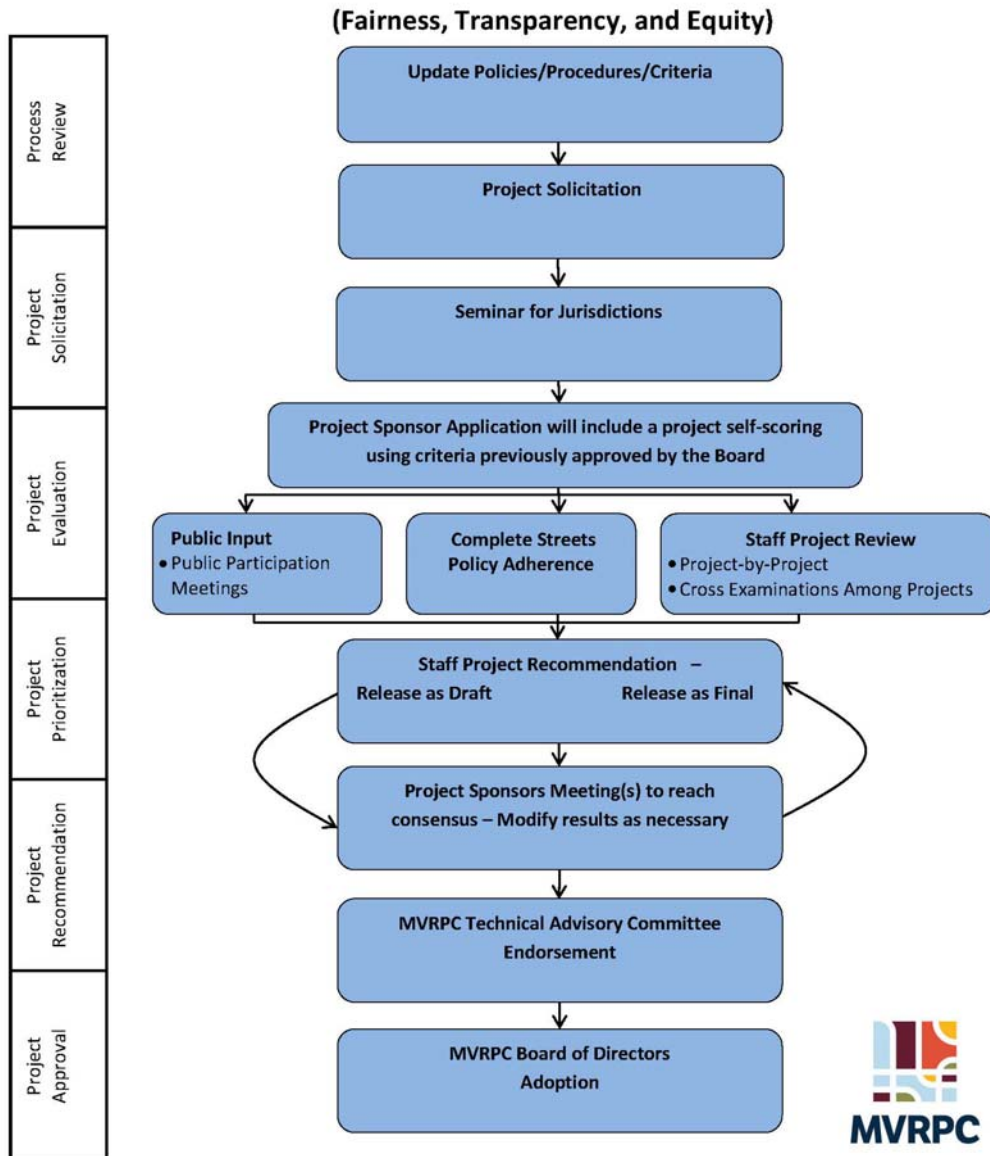 (Fairness, Transparency, and Equity)
Process
Review
Update Policies/Procedures/Criteria
Project Solicitation
Project
Solicitation
Seminar for Jurisdictions
Project
Evaluation
Project Sponsor Application will include a project self-scoring
using criteria previously approved by the Board
Public Input
• Public Participation
Meetings
Complete Streets
Policy Adherence
Staff Project Review
• Project-by-Project
• Cross Examinations Among Projects
Project
Prioritization
Staff Project Recommendation –
Release as Draft Release as Final
Project
Recommendation
Project Sponsors Meeting(s) to reach
consensus – Modify results as necessary
MVRPC Technical Advisory Committee
Endorsement
Project
Approval
MVRPC Board of Directors
Adoption
MVRPC